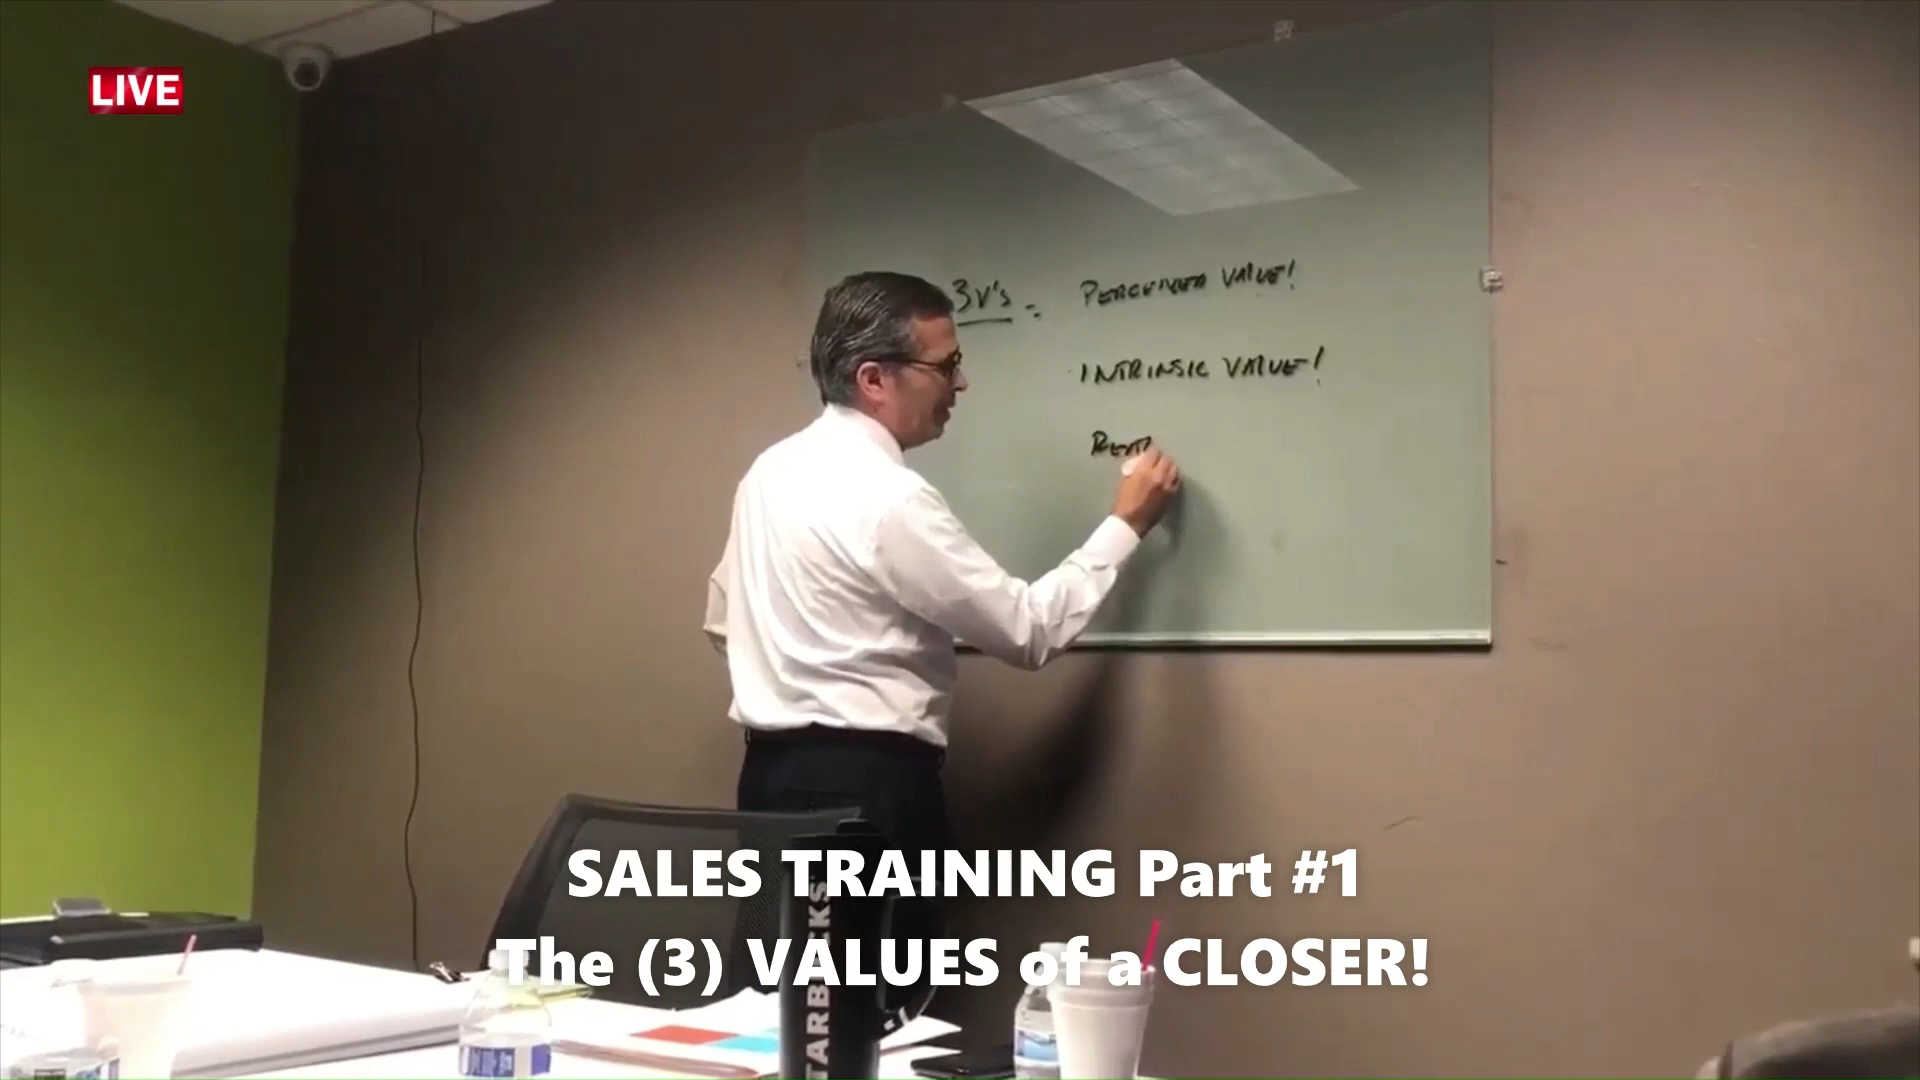 LIVE
3V's = PERCEIVED VALUE!
INTRINSIC VALUE!
SALES TRAINING Part #1
The (3) VALUES of a CLOSER!
STARBUCKS